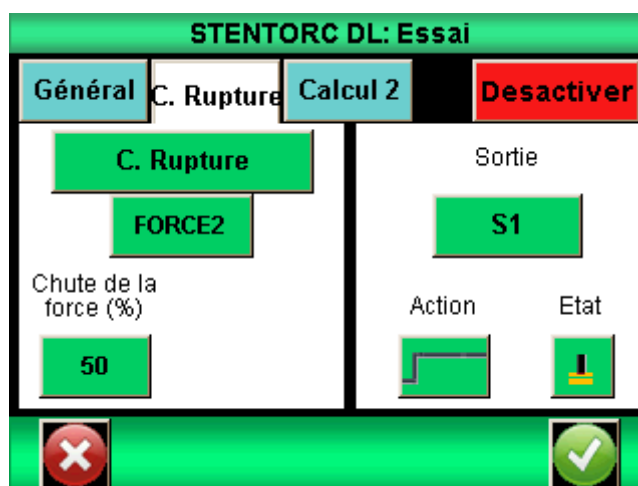 STENTORC DL: Essai
Général C. Rupture Calcul 2 Desactiver
C. Rupture
FORCE2
Chute de la
force (%)
50
Sortie
S1
Action Etat